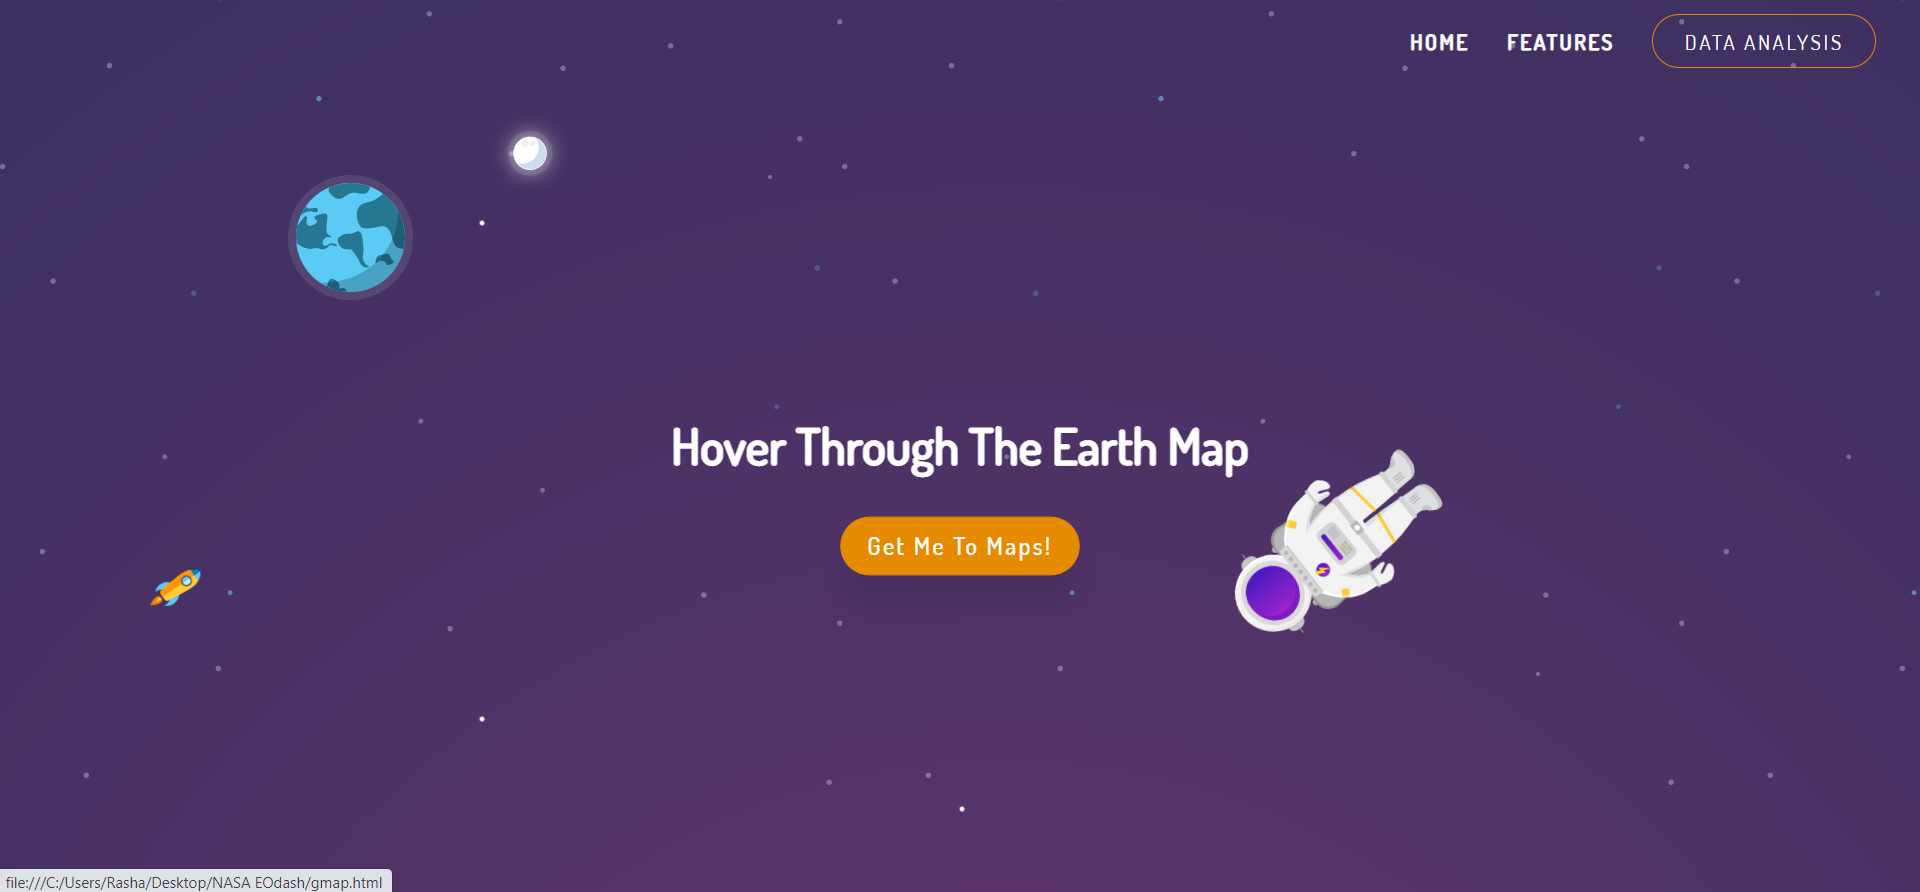 HOME FEATURES DATA ANALYSIS
Hover Through The Earth Map
Get Me To Maps!
file:///C:/Users/Rasha/Desktop/NASA EOdash/gmap.html